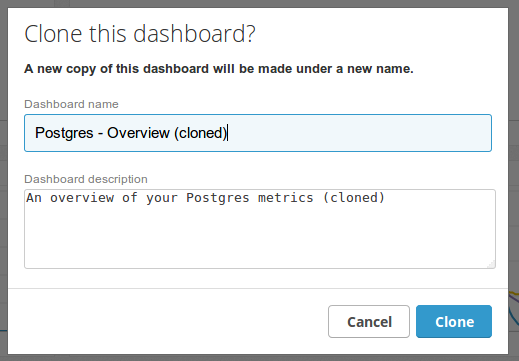 Clone this dashboard?
A new copy of this dashboard will be made under a new name.
Dashboard name
Postgres - Overview (cloned)
Dashboard description
An overview of your Postgres metrics (cloned)
Cancel
Clone